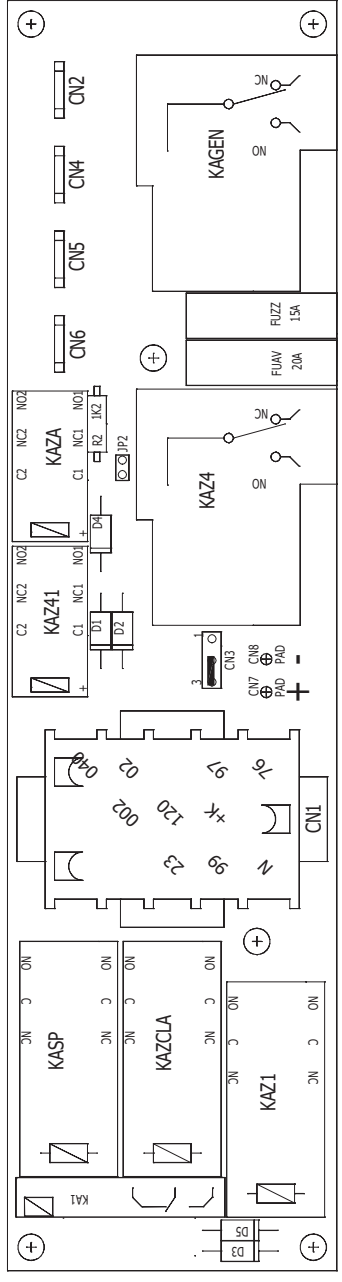 CN2
CN4
CN5
CN6
NC
NO
KAGEN
FUZZ
15A
FUAV
20A
NO2
NO1
NC2
NC1
C2
C1
+
KAZA
1K2
R2
JP2
D4
NC
NO
KAZ4
NO2
NO1
NC2
NC1
C2
C1
+
KAZ41
D1
D2
1
3
CN3
CN8
PAD
-
CN7
PAD
+
040
02
97
76
002
120
+K
23
99
N
CN1
NO
NO
C
C
NC
NC
KASP
NO
NO
C
C
NC
NC
KAZCLA
NO
NO
C
C
NC
NC
KAZ1
KA1
D5
D3